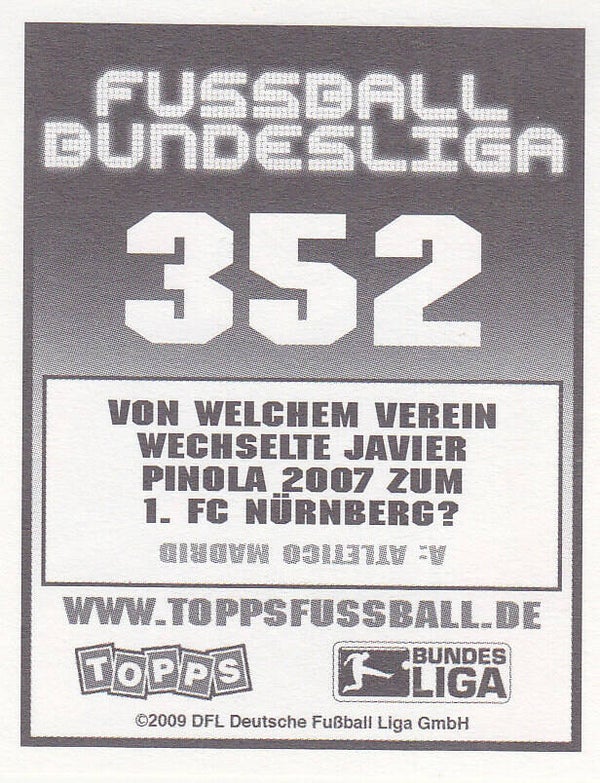 FUSSBALL
BUNDESLIGA
352
VON WELCHEM VEREIN
WECHSELTE JAVIER
PINOLA 2007 ZUM
1. FC NÜRNBERG?
A: ATLETICO MADRID
WWW.TOPPSFUSSBALL.DE
TOPPS
BUNDES
LIGA
©2009 DFL Deutsche Fußball Liga GmbH